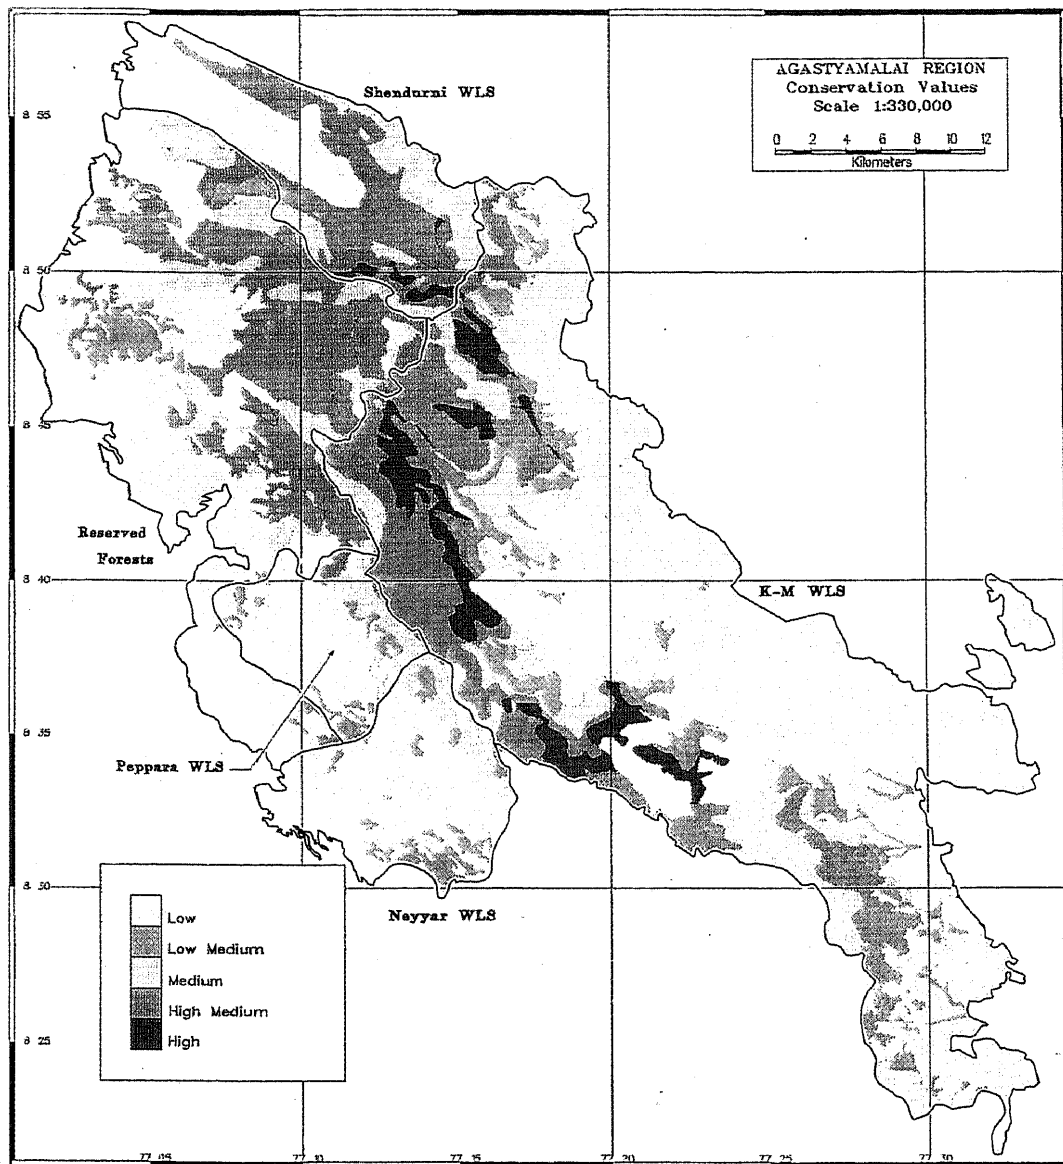 AGASTYAMALAI REGION
Conservation Values
Scale 1:330,000
0 2 4 6 8 10 12
Kilometers
Shendurni WLS
8 55
8 50
Reserved
Forests
8 40
K-M WLS
8 35
Peppara WLS
8 30
Neyyar WLS
Low
Low Medium
Medium
High Medium
High
8 25
77.10
77.15
77.20
77.25
77.30